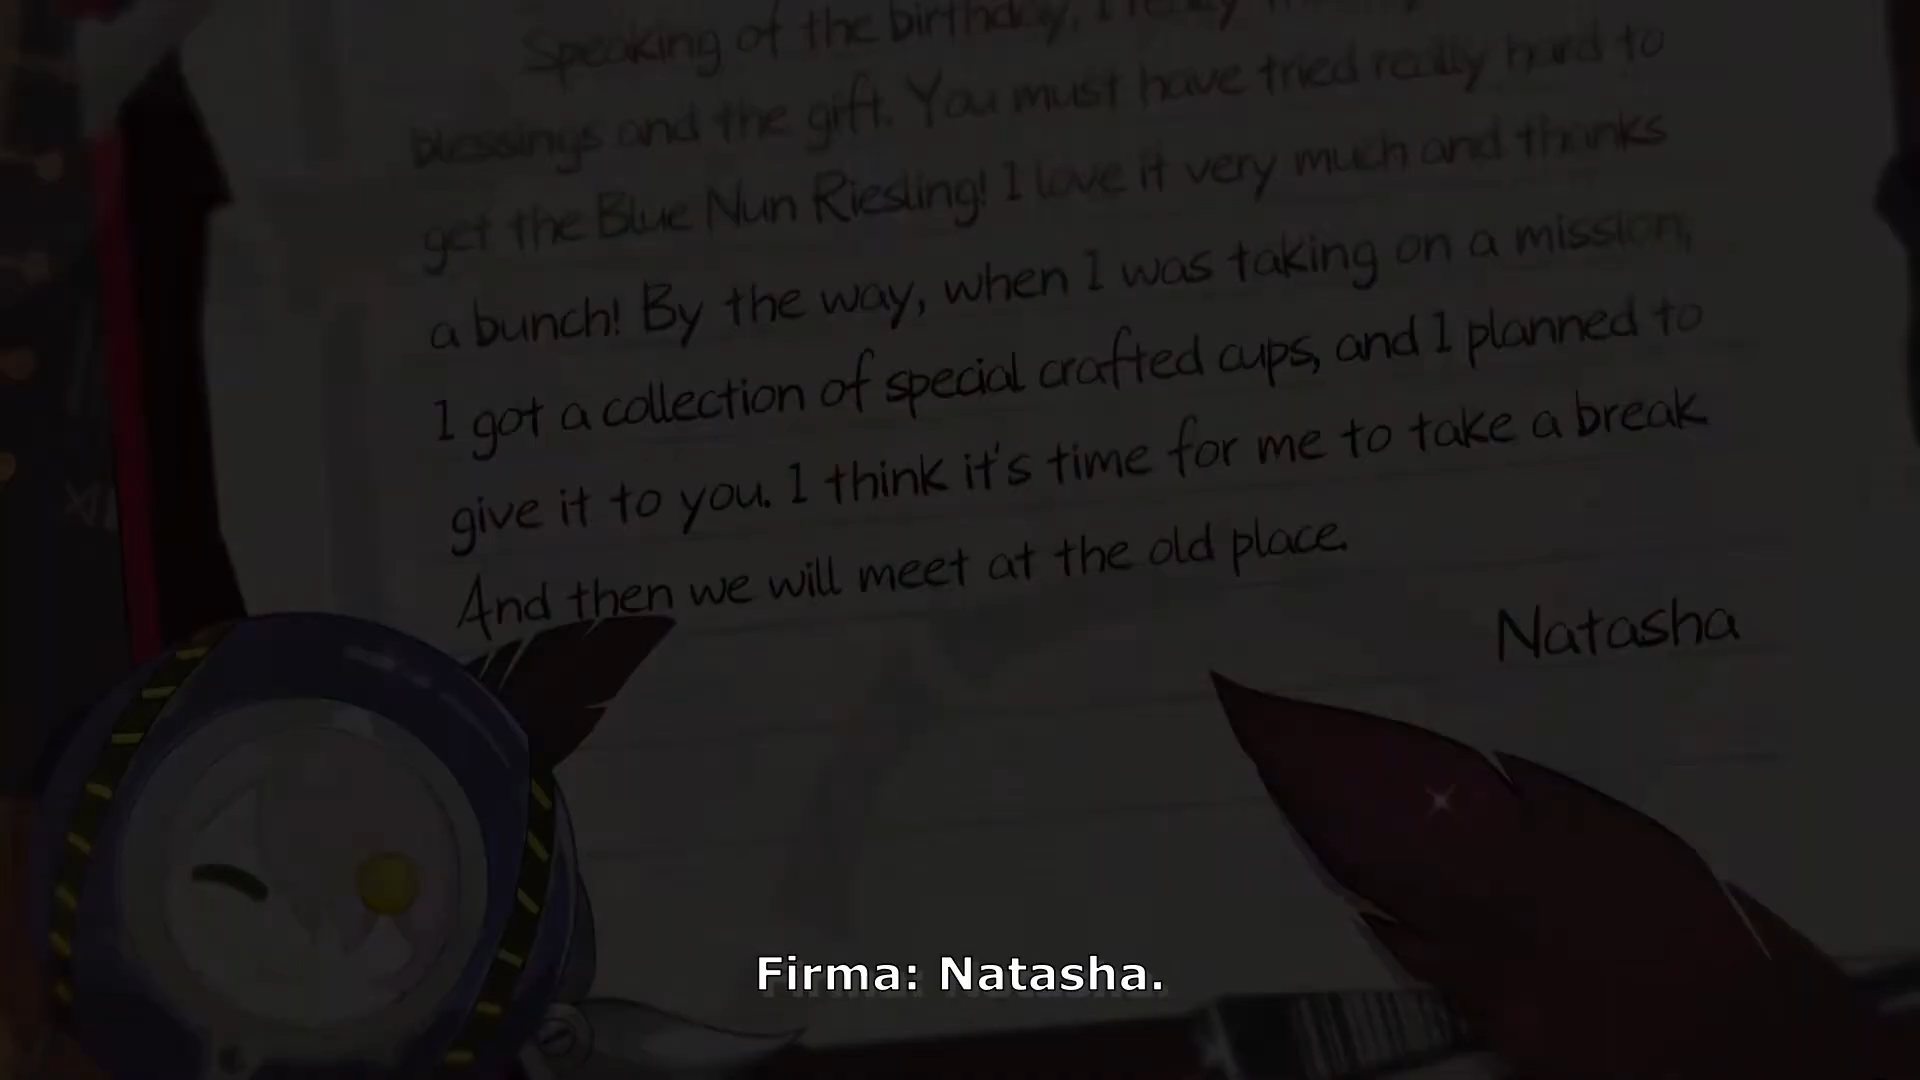 Speaking of the birthday, I really
blessings and the gift. You must have tried really hard to
get the Blue Nun Riesling! I love it very much and thanks
a bunch! By the way, when I was taking on a mission,
I got a collection of special crafted cups, and I planned to
give it to you. I think it's time for me to take a break
And then we will meet at the old place.
Natasha
XII
Firma: Natasha.